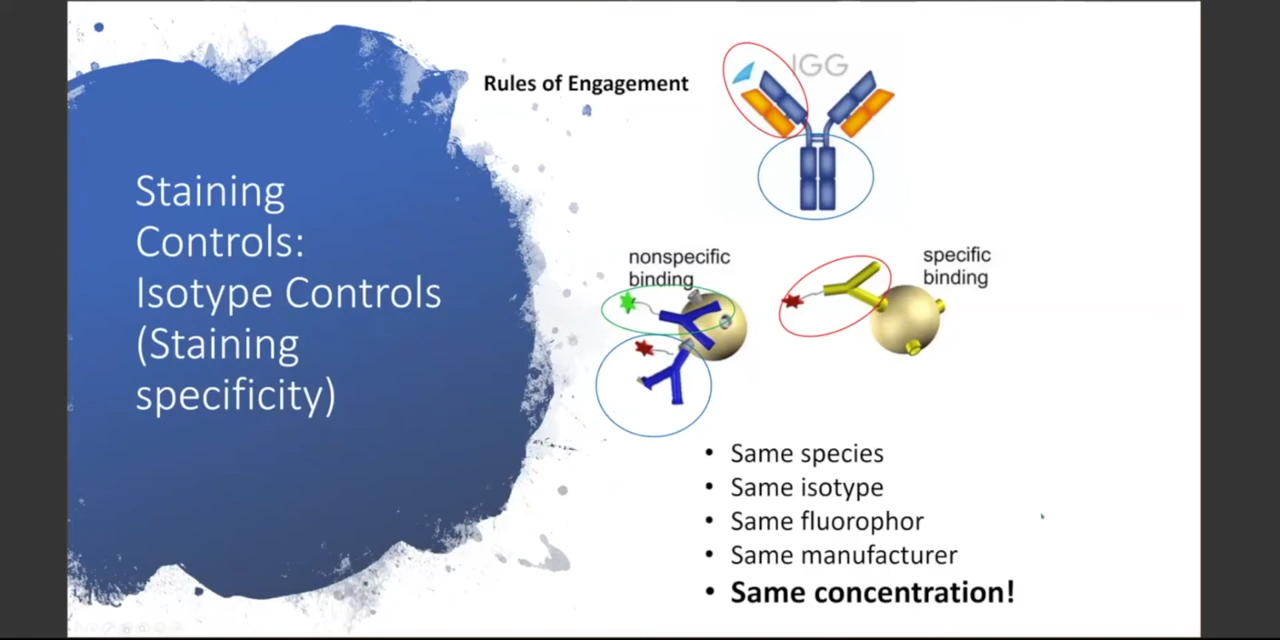 Rules of Engagement
IGG
Staining
Controls:
Isotype Controls
(Staining
specificity)
nonspecific
binding
specific
binding
• Same species
• Same isotype
• Same fluorophor
• Same manufacturer
• Same concentration!